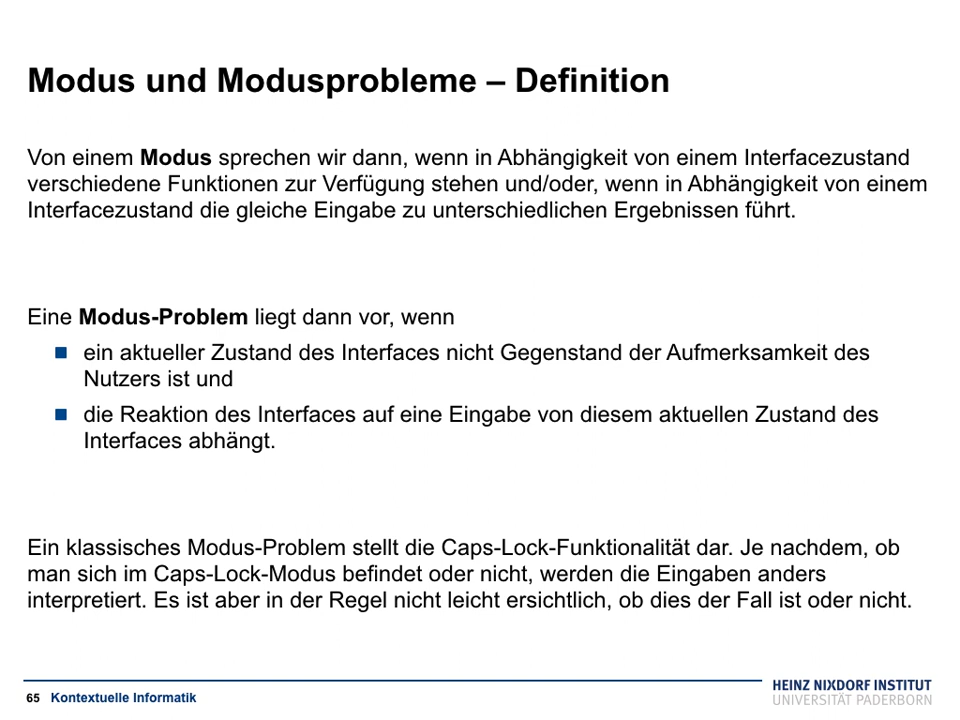 Modus und Modusprobleme – Definition
Von einem Modus sprechen wir dann, wenn in Abhängigkeit von einem Interfacezustand
verschiedene Funktionen zur Verfügung stehen und/oder, wenn in Abhängigkeit von einem
Interfacezustand die gleiche Eingabe zu unterschiedlichen Ergebnissen führt.
Eine Modus-Problem liegt dann vor, wenn
ein aktueller Zustand des Interfaces nicht Gegenstand der Aufmerksamkeit des
Nutzers ist und
die Reaktion des Interfaces auf eine Eingabe von diesem aktuellen Zustand des
Interfaces abhängt.
Ein klassisches Modus-Problem stellt die Caps-Lock-Funktionalität dar. Je nachdem, ob
man sich im Caps-Lock-Modus befindet oder nicht, werden die Eingaben anders
interpretiert. Es ist aber in der Regel nicht leicht ersichtlich, ob dies der Fall ist oder nicht.
65 Kontextuelle Informatik
HEINZ NIXDORF INSTITUT
UNIVERSITÄT PADERBORN